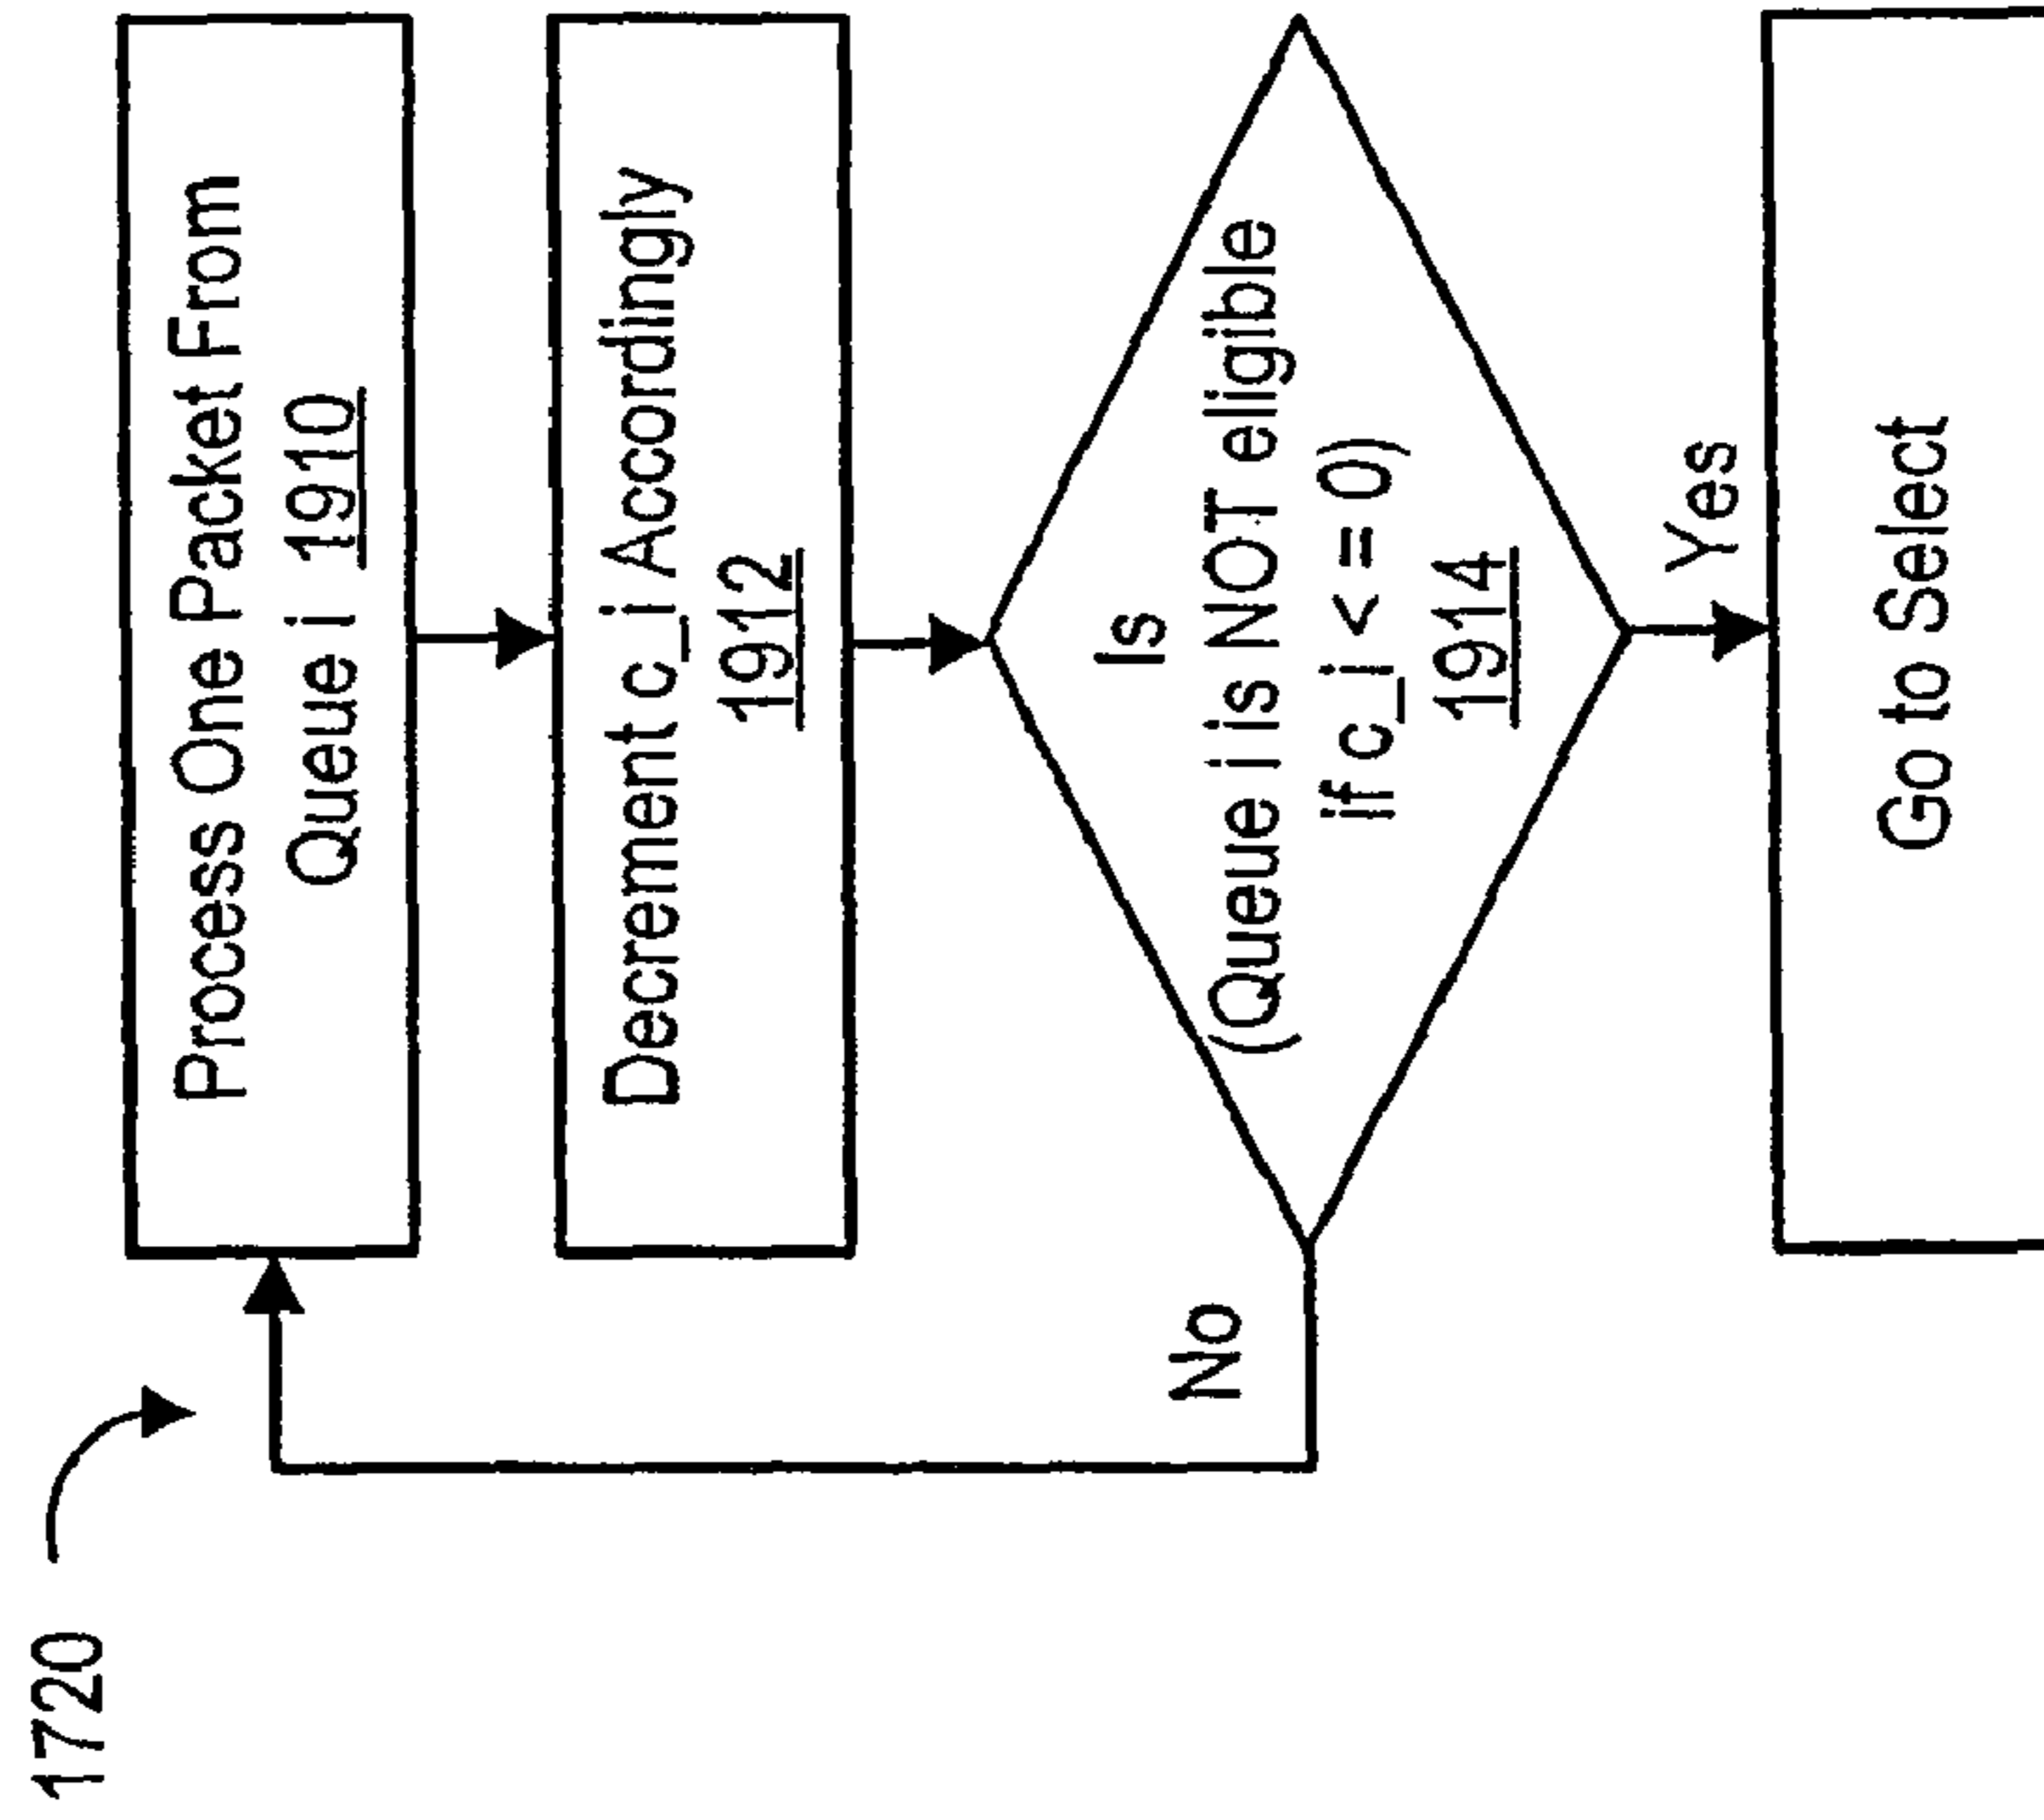 1720
Process One Packet From
Queue i 1910
Decrement c_i Accordingly
1912
Is
(Queue i is NOT eligible
if c_i < = 0)
1914
No
Yes
Go to Select